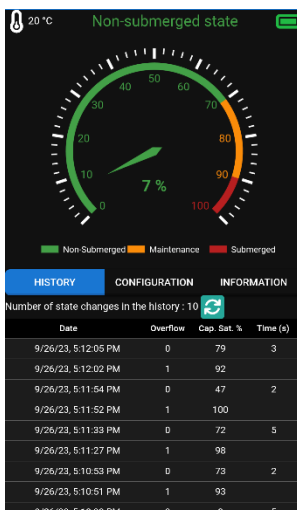 20 °C
Non-submerged state
50
40
60
30
70
20
80
10
90
7 %
0
100
Non-Submerged
Maintenance
Submerged
HISTORY CONFIGURATION INFORMATION
Number of state changes in the history : 10
Date Overflow Cap. Sat. % Time (s)
9/26/23, 5:12:05 PM 0 79 3
9/26/23, 5:12:02 PM 1 92
9/26/23, 5:11:54 PM 0 47 2
9/26/23, 5:11:52 PM 1 100
9/26/23, 5:11:33 PM 0 72 5
9/26/23, 5:11:27 PM 1 98
9/26/23, 5:10:53 PM 0 73 2
9/26/23, 5:10:51 PM 1 93